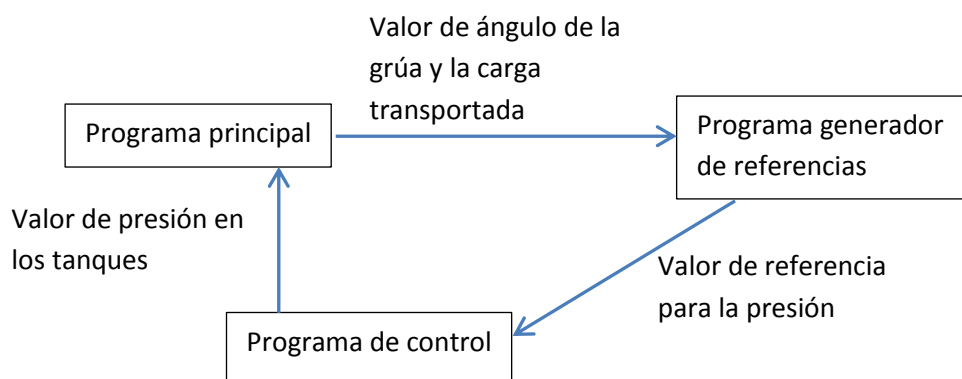 Valor de ángulo de la
grúa y la carga
transportada
Programa principal
Programa generador
de referencias
Valor de presión en
los tanques
Valor de referencia
para la presión
Programa de control